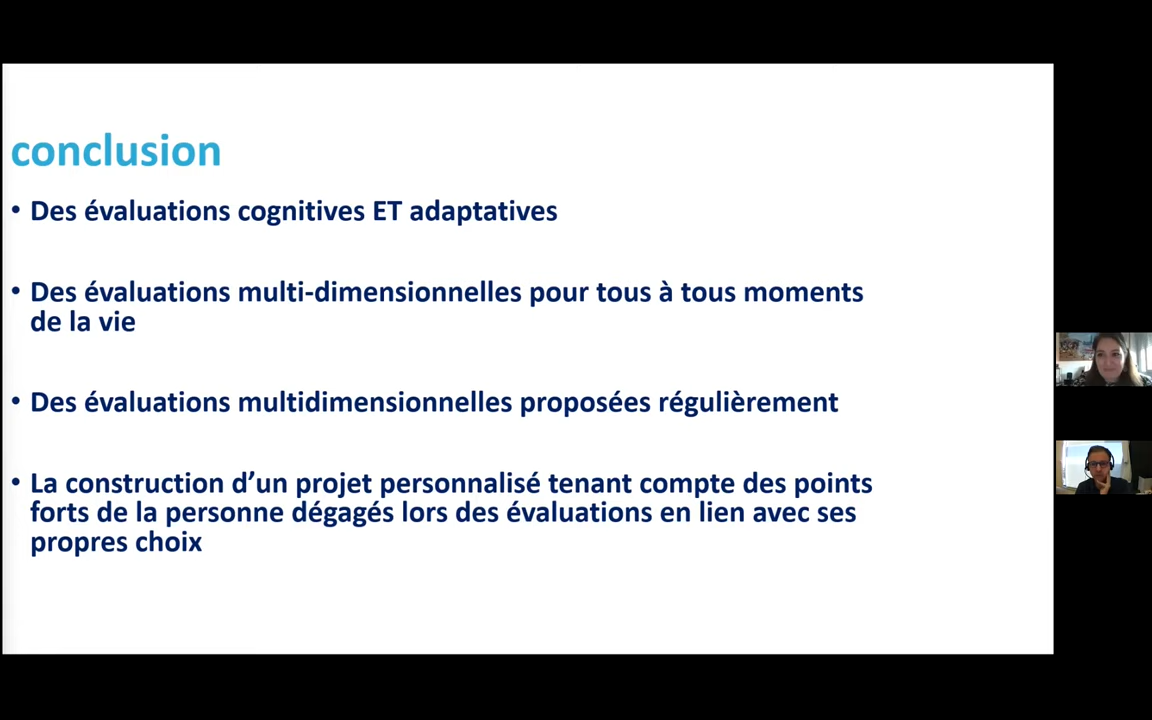 conclusion
• Des évaluations cognitives ET adaptatives
• Des évaluations multi-dimensionnelles pour tous à tous moments
de la vie
• Des évaluations multidimensionnelles proposées régulièrement
• La construction d’un projet personnalisé tenant compte des points
forts de la personne dégagés lors des évaluations en lien avec ses
propres choix